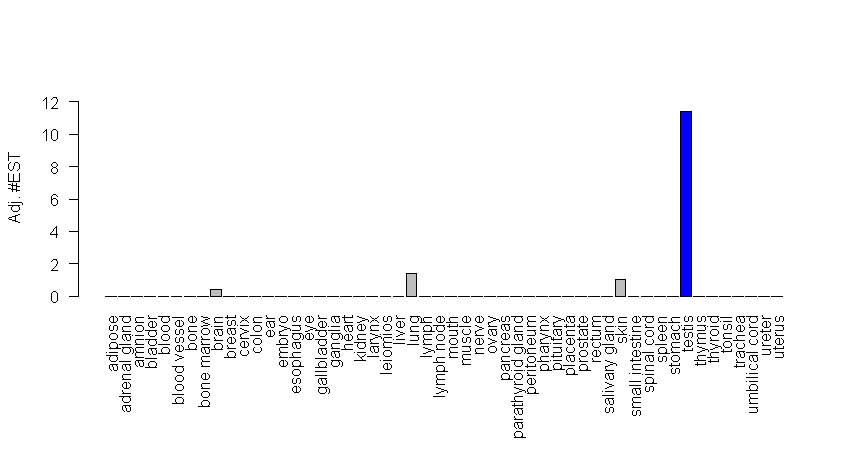 12
10
8
6
4
2
0
Adj. #EST
adipose
adrenal gland
amnion
bladder
blood
blood vessel
bone
bone marrow
brain
breast
cervix
colon
ear
embryo
esophagus
eye
gallbladder
ganglia
heart
kidney
larynx
leiomios
liver
lung
lymph
lymph node
mouth
muscle
nerve
ovary
pancreas
parathyroid gland
peritoneum
pharynx
pituitary
placenta
prostate
rectum
salivary gland
skin
small intestine
spinal cord
spleen
stomach
testis
thymus
thyroid
tonsil
trachea
umbilical cord
ureter
uterus